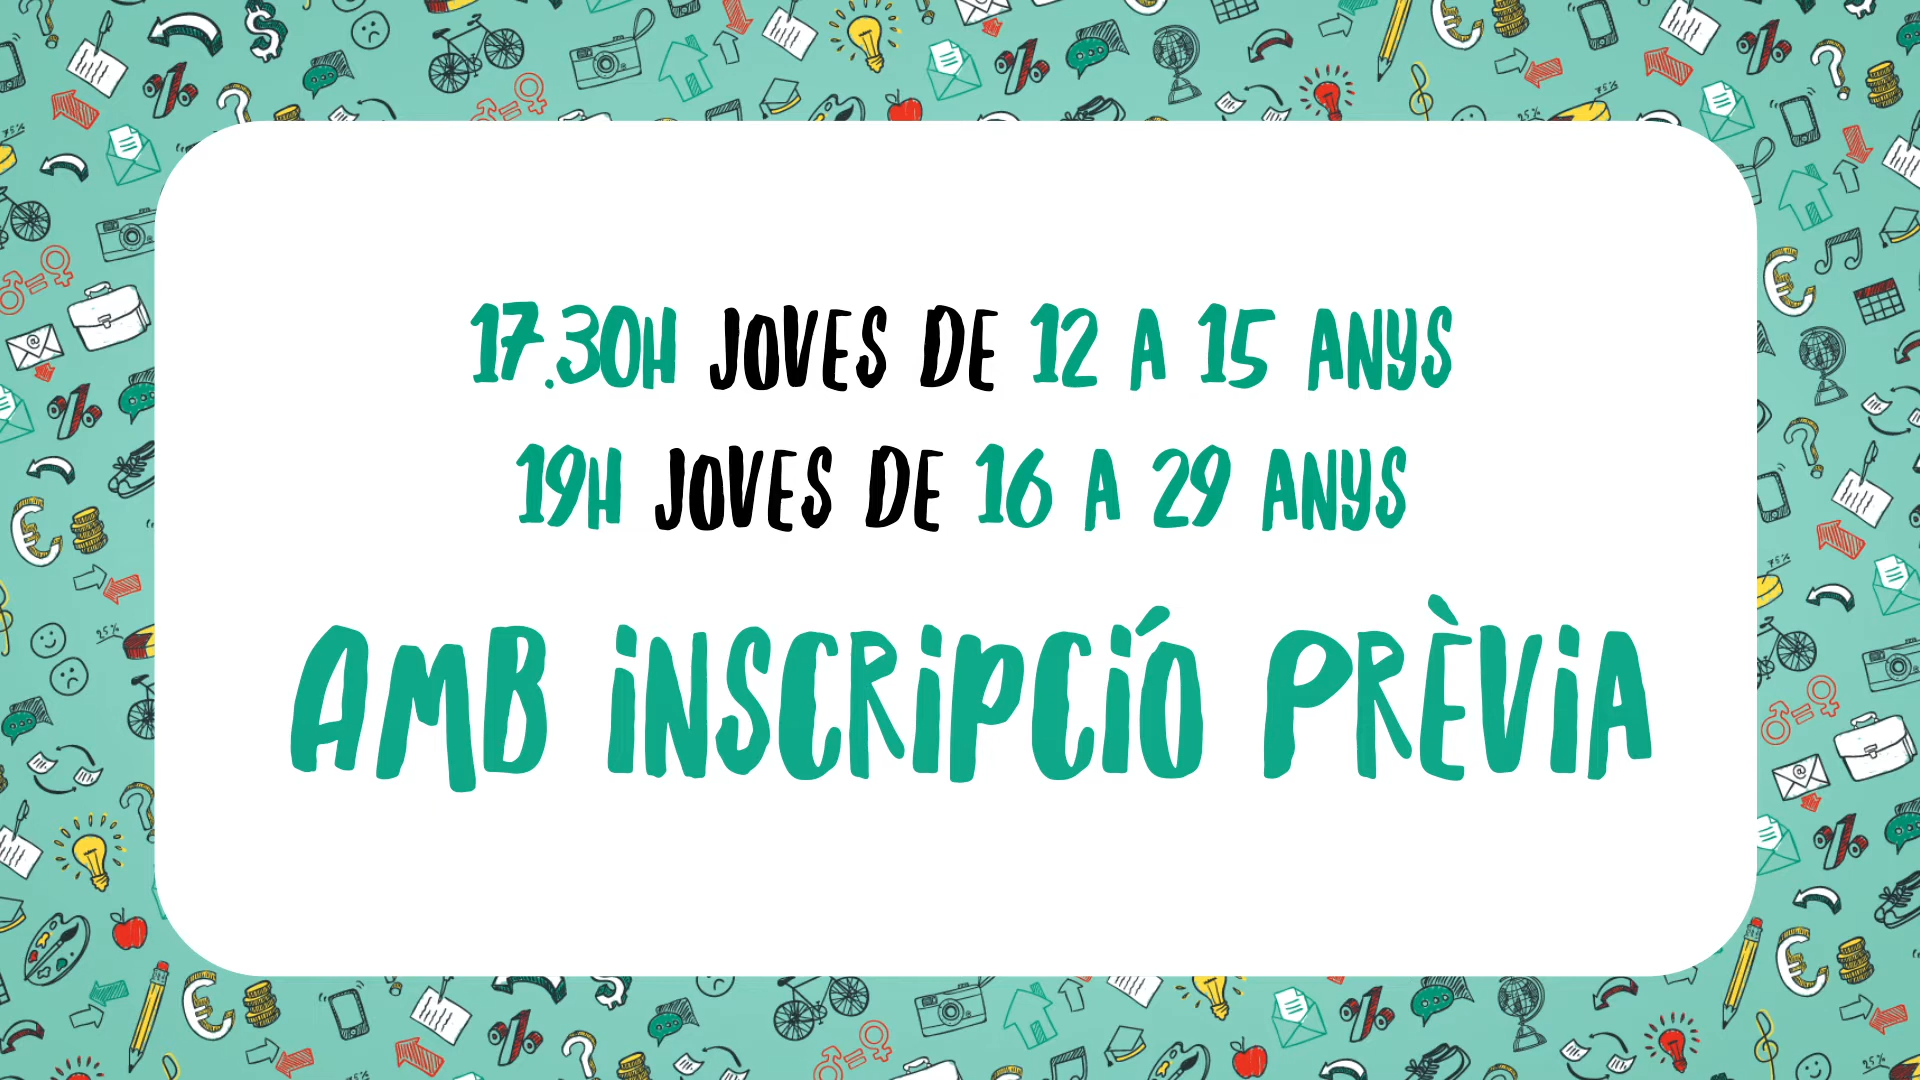 17.30H JOVES DE 12 A 15 ANYS
19H JOVES DE 16 A 29 ANYS
AMB iNSCRiPCiÓ PRÈViA